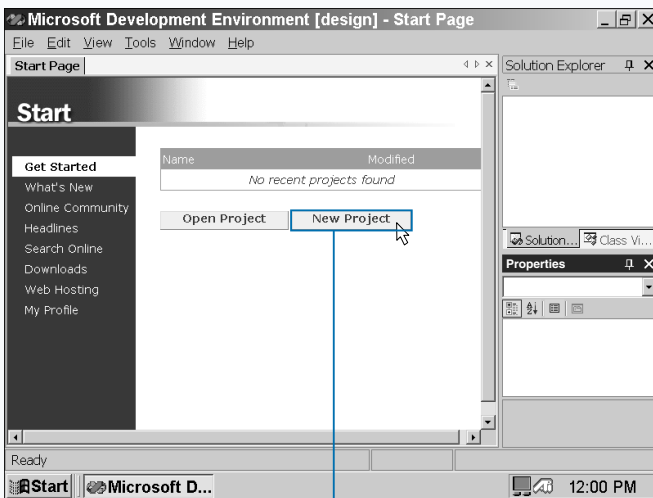 Microsoft Development Environment [design] - Start Page
File Edit View Tools Window Help
Start Page
Solution Explorer
Start
Get Started
What's New
Online Community
Headlines
Search Online
Downloads
Web Hosting
My Profile
Name Modified
No recent projects found
Open Project New Project
Solution... Class Vi...
Properties
Ready
Start Microsoft D... 12:00 PM